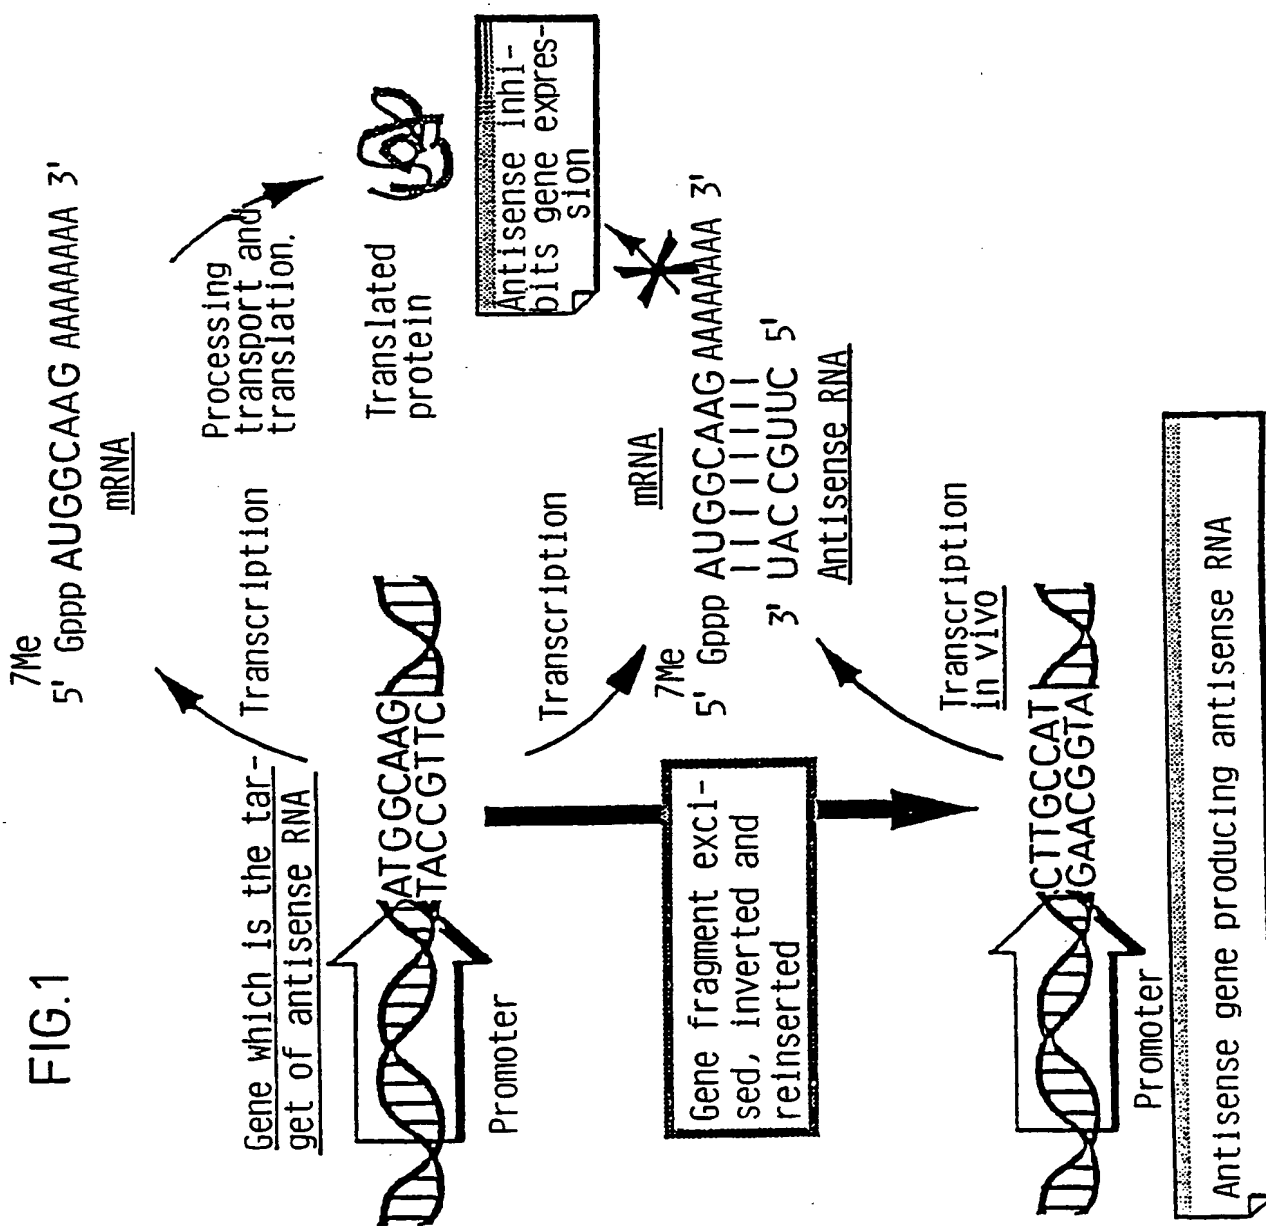 FIG.1
7Me
5' Gppp AUGGCAAG AAAAAAAA 3'
mRNA
Gene which is the tar-
get of antisense RNA
Transcription
Processing
transport and
translation.
ATGGCAAG
TACCGTTC
Promoter
Translated
protein
Antisense inhi-
bits gene expres-
sion
Transcription
mRNA
7Me
5' Gppp AUGGCAAG AAAAAAAA 3'
3' UACCGUUC 5'
Antisense RNA
Gene fragment exci-
sed, inverted and
reinserted
Transcription
in vivo
CTTGCCAT
GAACGGTA
Promoter
Antisense gene producing antisense RNA